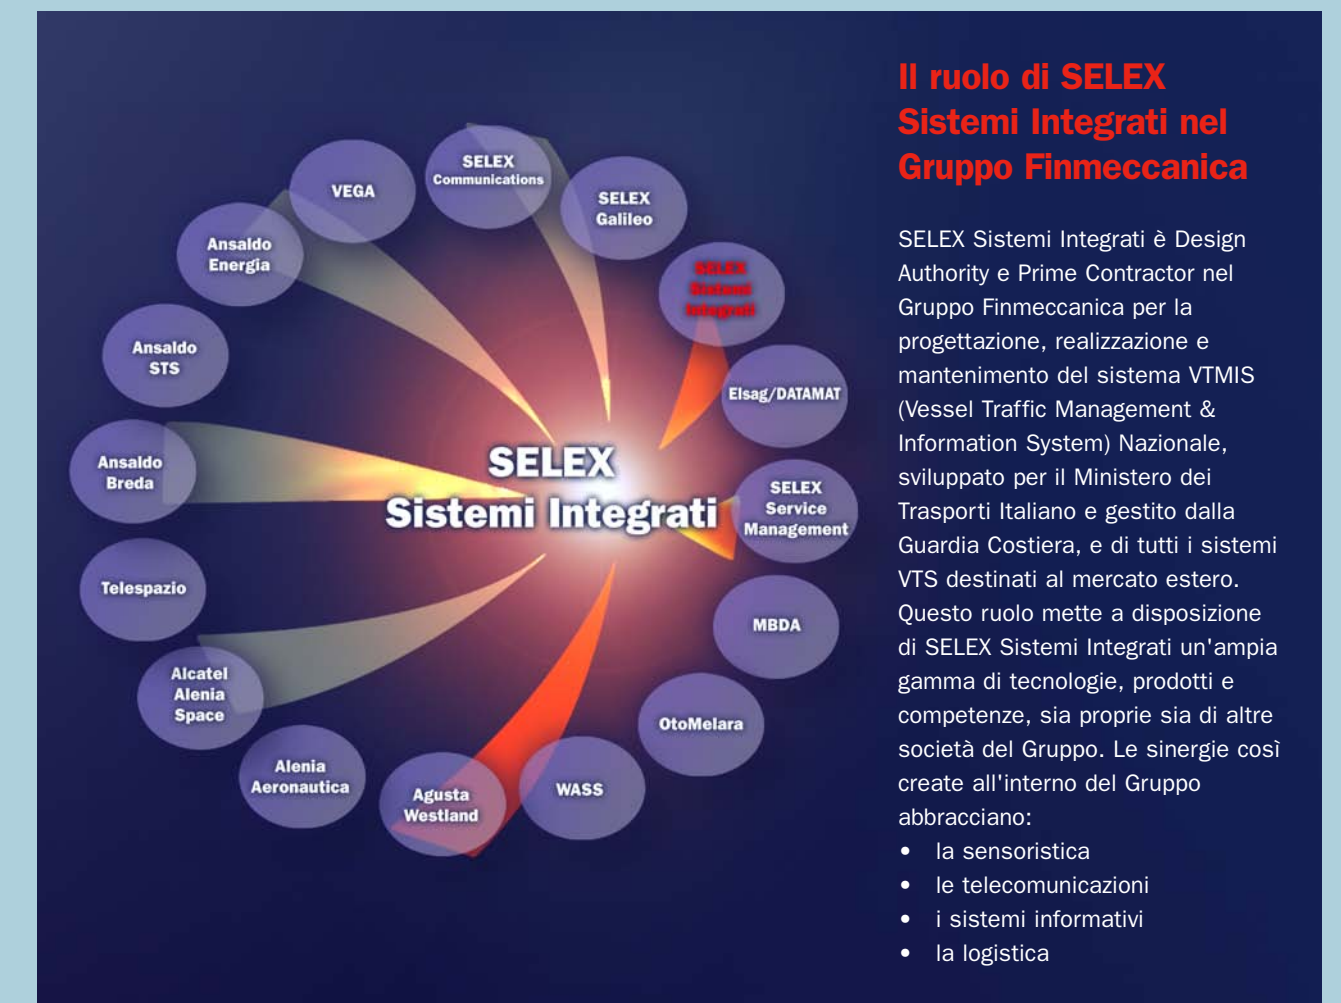 Il ruolo di SELEX
Sistemi Integrati nel
Gruppo Finmeccanica
SELEX Sistemi Integrati è Design
Authority e Prime Contractor nel
Gruppo Finmeccanica per la
progettazione, realizzazione e
mantenimento del sistema VTMIS
(Vessel Traffic Management &
Information System) Nazionale,
sviluppato per il Ministero dei
Trasporti Italiano e gestito dalla
Guardia Costiera, e di tutti i sistemi
VTS destinati al mercato estero.
Questo ruolo mette a disposizione
di SELEX Sistemi Integrati un'ampia
gamma di tecnologie, prodotti e
competenze, sia proprie sia di altre
società del Gruppo. Le sinergie così
create all'interno del Gruppo
abbracciano:
• la sensoristica
• le telecomunicazioni
• i sistemi informativi
• la logistica
SELEX
Sistemi Integrati
SELEX
Communications
SELEX
Galileo
SELEX
Sistemi
Integrati
Elsag/DATAMAT
SELEX
Service
Management
MBDA
OtoMelara
WASS
Agusta
Westland
Alenia
Aeronautica
Alcatel
Alenia
Space
Telespazio
Ansaldo
Breda
Ansaldo
STS
Ansaldo
Energia
VEGA